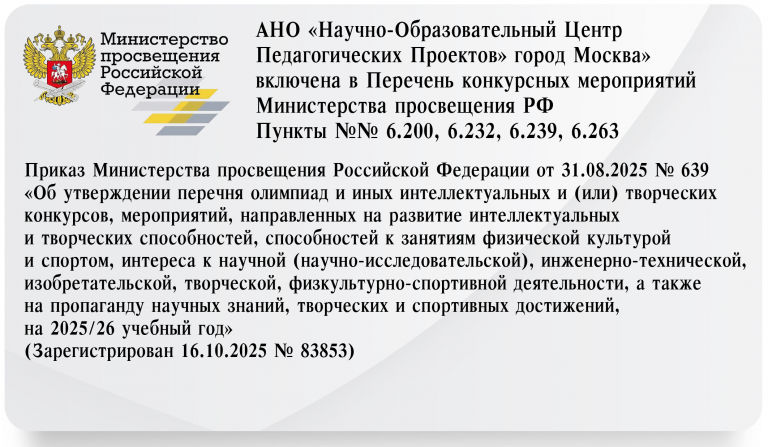 Министерство
просвещения
Российской
Федерации
АНО «Научно-Образовательный Центр
Педагогических Проектов» город Москва»
включена в Перечень конкурсных мероприятий
Министерства просвещения РФ
Пункты №№ 6.200, 6.232, 6.239, 6.263
Приказ Министерства просвещения Российской Федерации от 31.08.2025 № 639
«Об утверждении перечня олимпиад и иных интеллектуальных и (или) творческих
конкурсов, мероприятий, направленных на развитие интеллектуальных
и творческих способностей, способностей к занятиям физической культурой
и спортом, интереса к научной (научно-исследовательской), инженерно-технической,
изобретательской, творческой, физкультурно-спортивной деятельности, а также
на пропаганду научных знаний, творческих и спортивных достижений,
на 2025/26 учебный год»
(Зарегистрирован 16.10.2025 № 83853)